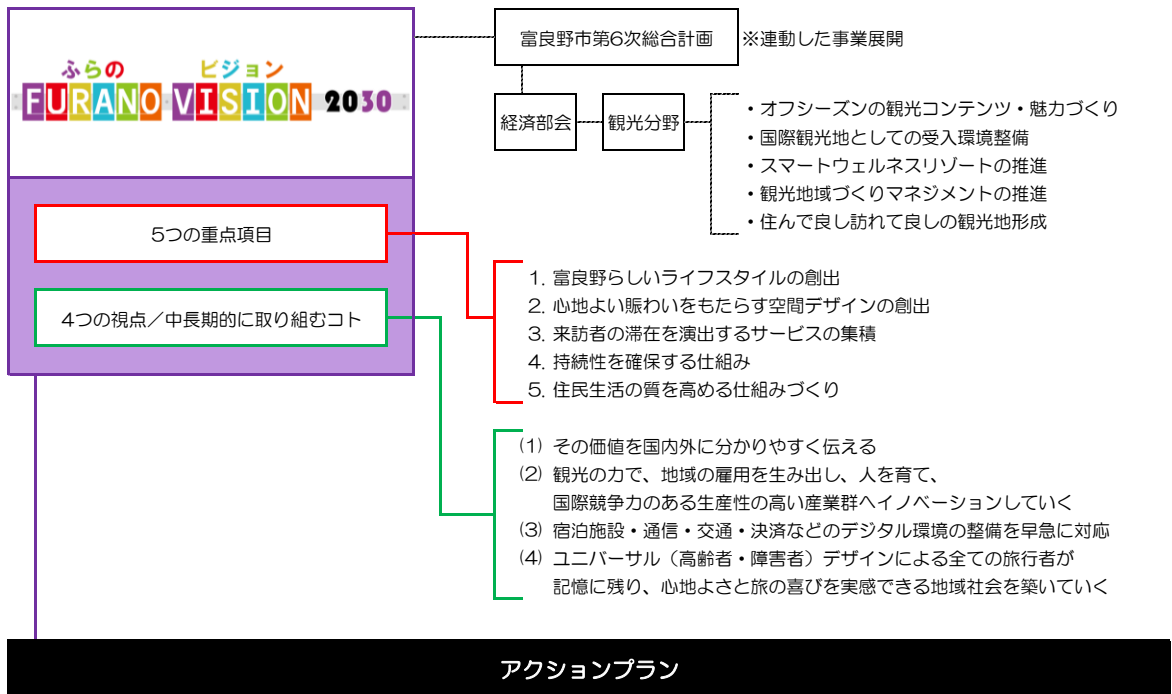 ふらの ビジョン
FURANO VISION 2030
富良野市第6次総合計画 ※連動した事業展開
経済部会 観光分野
・オフシーズンの観光コンテンツ・魅力づくり
・国際観光地としての受入環境整備
・スマートウェルネスリゾートの推進
・観光地域づくりマネジメントの推進
・住んで良し訪れて良しの観光地形成
5つの重点項目
1. 富良野らしいライフスタイルの創出
2. 心地よい賑わいをもたらす空間デザインの創出
3. 来訪者の滞在を演出するサービスの集積
4. 持続性を確保する仕組み
5. 住民生活の質を高める仕組みづくり
4つの視点／中長期的に取り組むコト
(1) その価値を国内外に分かりやすく伝える
(2) 観光の力で、地域の雇用を生み出し、人を育て、
国際競争力のある生産性の高い産業群へイノベーションしていく
(3) 宿泊施設・通信・交通・決済などのデジタル環境の整備を早急に対応
(4) ユニバーサル（高齢者・障害者）デザインによる全ての旅行者が
記憶に残り、心地よさと旅の喜びを実感できる地域社会を築いていく
アクションプラン